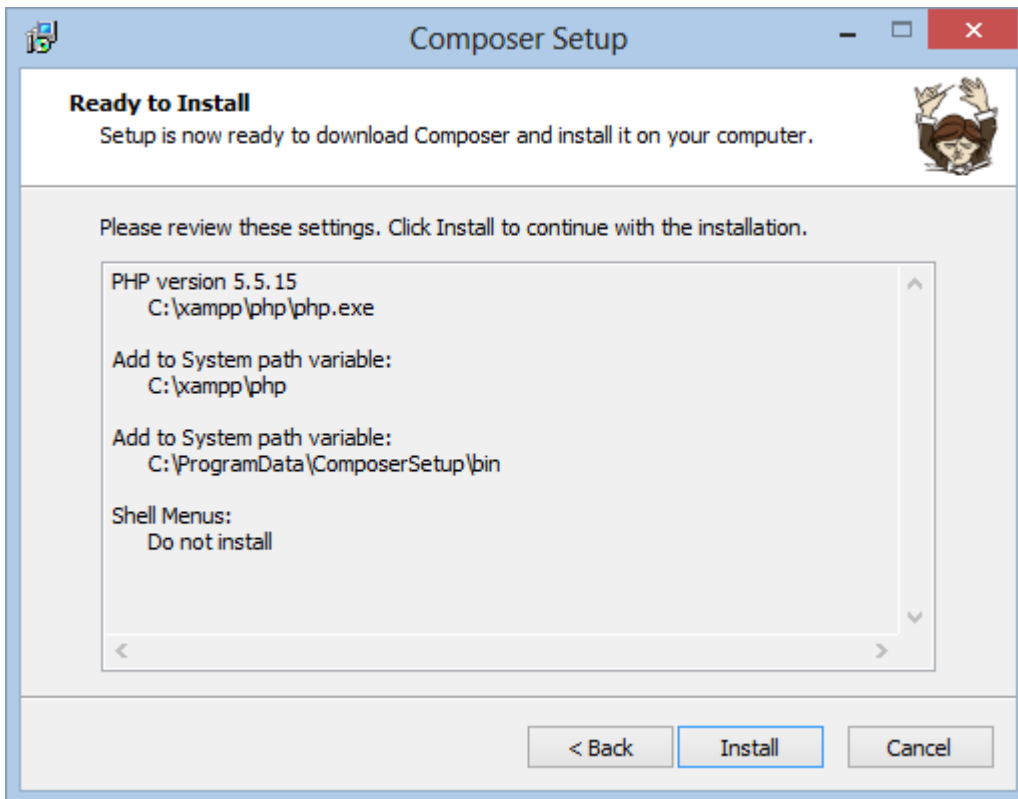 Composer Setup
Ready to Install
Setup is now ready to download Composer and install it on your computer.
Please review these settings. Click Install to continue with the installation.
PHP version 5.5.15
C:\xampp\php\php.exe
Add to System path variable:
C:\xampp\php
Add to System path variable:
C:\ProgramData\ComposerSetup\bin
Shell Menus:
Do not install
< Back
Install
Cancel